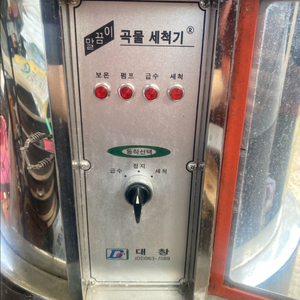 말끔이 곡물 세척기®
보온 펌프 급수 세척
동작선택
정지
급수 세척
대창